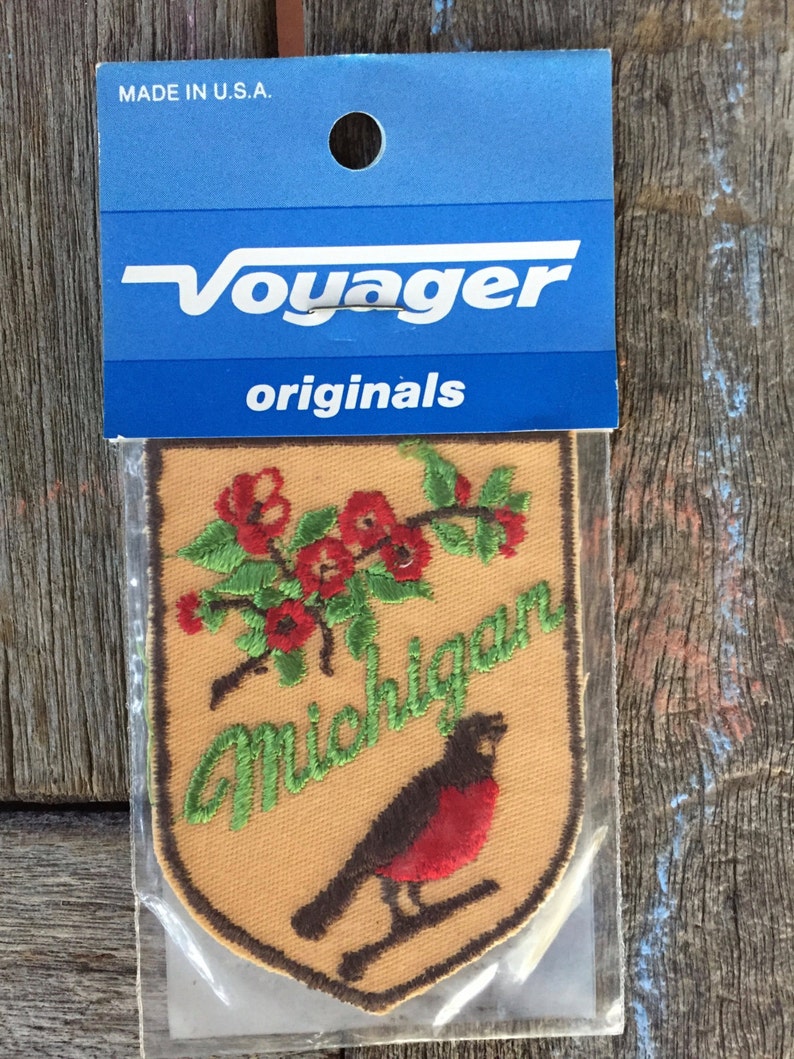 MADE IN U.S.A.
Voyager
originals
Michigan